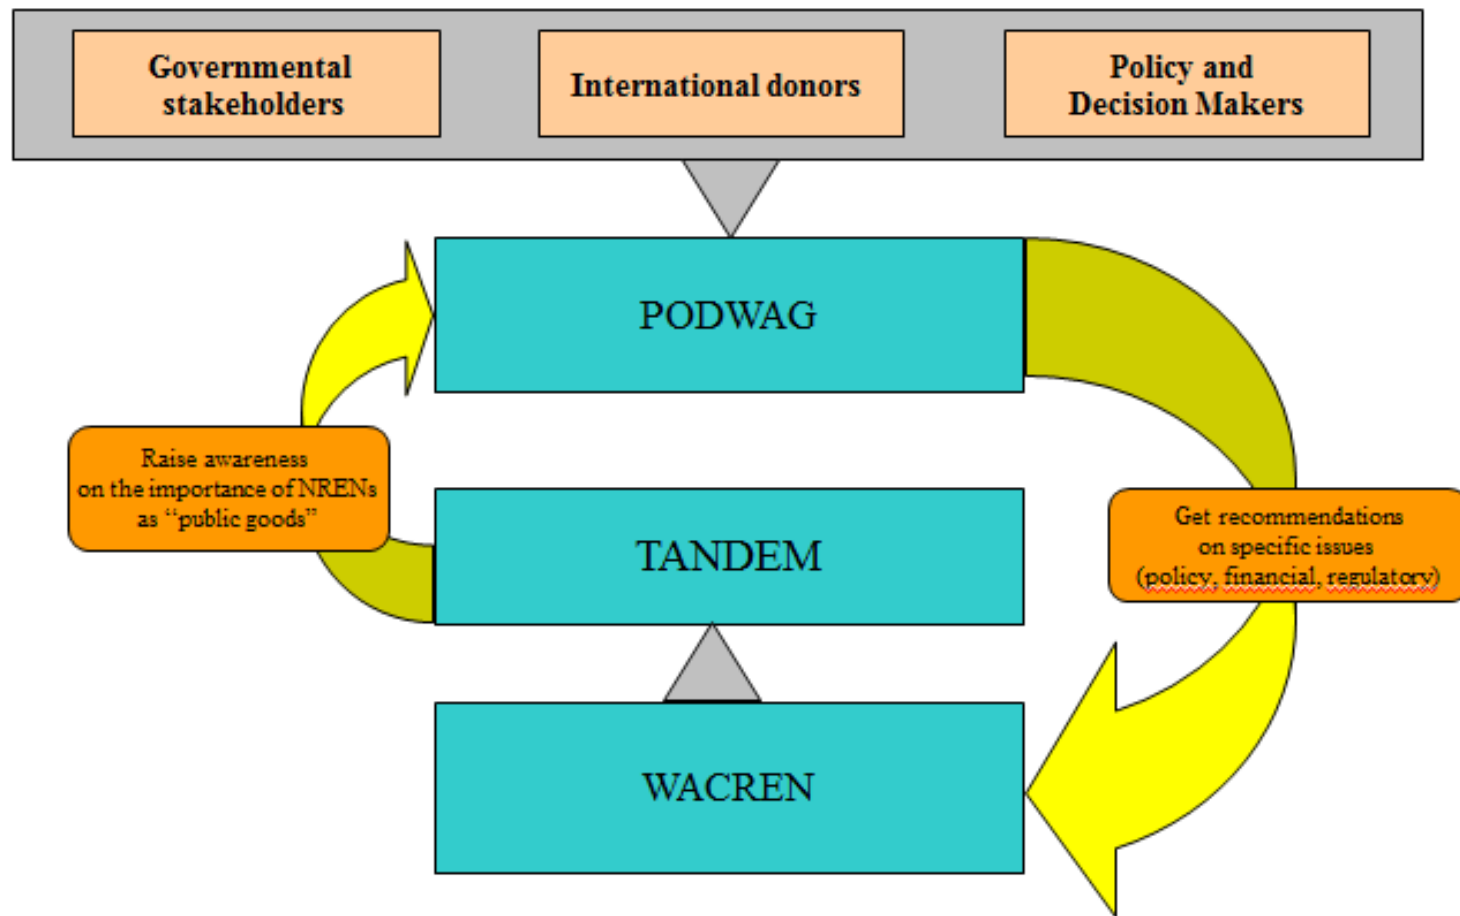 Governmental
stakeholders
International donors
Policy and
Decision Makers
PODWAG
Raise awareness
on the importance of NRENs
as “public goods”
TANDEM
Get recommendations
on specific issues
(policy, financial, regulatory)
WACREN